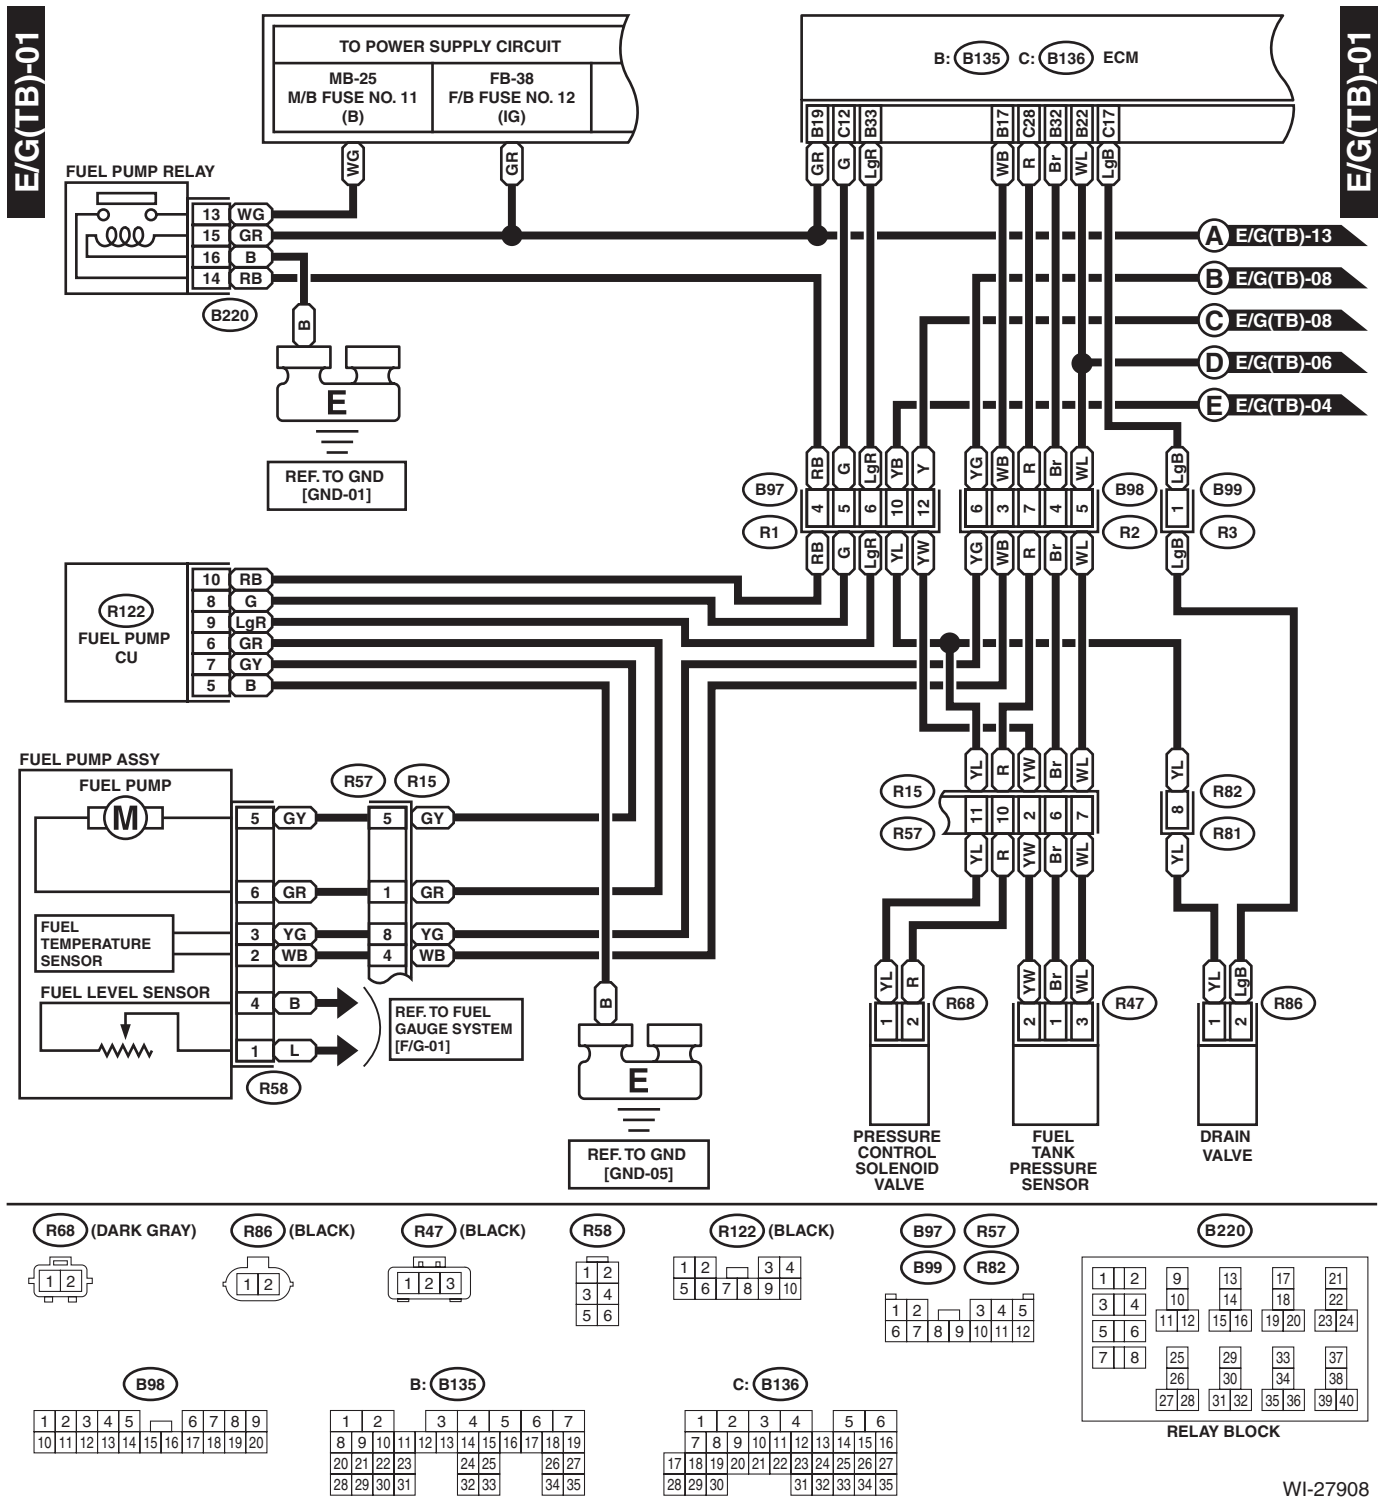 E/G(TB)-01
E/G(TB)-01
TO POWER SUPPLY CIRCUIT
MB-25
M/B FUSE NO. 11
(B)
FB-38
F/B FUSE NO. 12
(IG)
B: B135 C: B136 ECM
B19 C12 B33 B17 C28 B32 B22 C17
WG GR
GR G LgR WB R Br WL LgB
FUEL PUMP RELAY
13 WG
15 GR
16 B
14 RB
B220
B
E
REF. TO GND
[GND-01]
A E/G(TB)-13
B E/G(TB)-08
C E/G(TB)-08
D E/G(TB)-06
E E/G(TB)-04
RB G LgR YB Y YG WB R Br WL LgB
B97 4 5 6 10 12 6 3 7 4 5 B98 1 B99
R1 R2 R3
RB G LgR YL YW YG WB R Br WL LgB
R122
FUEL PUMP
CU
10 RB
8 G
9 LgR
6 GR
7 GY
5 B
FUEL PUMP ASSY
FUEL PUMP
M
R57 R15
5 GY 5 GY
6 GR 1 GR
FUEL
TEMPERATURE
SENSOR
3 YG 8 YG
2 WB 4 WB
FUEL LEVEL SENSOR
4 B
1 L
R58
REF. TO FUEL
GAUGE SYSTEM
[F/G-01]
B
E
REF. TO GND
[GND-05]
YL R YW Br WL YL
R15 11 10 2 6 7 8 R82
R57 R81
YL R YW Br WL YL
YL R YW Br WL YL LgB
1 2 R68 2 1 3 R47 1 2 R86
PRESSURE
CONTROL
SOLENOID
VALVE
FUEL
TANK
PRESSURE
SENSOR
DRAIN
VALVE
R68 (DARK GRAY)
1 2
R86 (BLACK)
1 2
R47 (BLACK)
1 2 3
R58
1 2
3 4
5 6
R122 (BLACK)
1 2 3 4
5 6 7 8 9 10
B97 R57
B99 R82
1 2 3 4 5
6 7 8 9 10 11 12
B220
1 2 9 13 17 21
3 4 10 14 18 22
11 12 15 16 19 20 23 24
5 6
7 8 25 29 33 37
26 30 34 38
27 28 31 32 35 36 39 40
RELAY BLOCK
B98
1 2 3 4 5 6 7 8 9
10 11 12 13 14 15 16 17 18 19 20
B: B135
1 2 3 4 5 6 7
8 9 10 11 12 13 14 15 16 17 18 19
20 21 22 23 24 25 26 27
28 29 30 31 32 33 34 35
C: B136
1 2 3 4 5 6
7 8 9 10 11 12 13 14 15 16
17 18 19 20 21 22 23 24 25 26 27
28 29 30 31 32 33 34 35
WI-27908